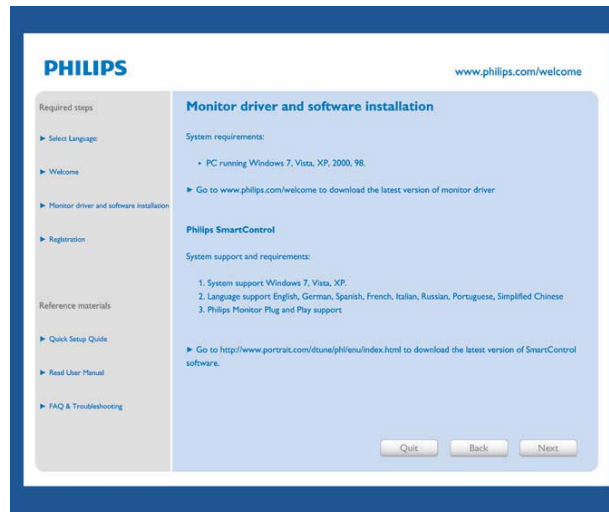 PHILIPS
www.philips.com/welcome
Required steps
► Select Language:
► Welcome
► Monitor driver and software installation
► Registration
Reference materials
► Quick Setup Quide
► Read User Manual
► FAQ & Troubleshooting
Monitor driver and software installation
System requirements:
• PC running Windows 7, Vista, XP, 2000, 98.
► Go to www.philips.com/welcome to download the latest version of monitor driver
Philips SmartControl
System support and requirements:
1. System support Windows 7, Vista, XP.
2. Language support English, German, Spanish, French, Italian, Russian, Portuguese, Simplified Chinese
3. Philips Monitor Plug and Play support
► Go to http://www.portrait.com/dtune/phl/enu/index.html to download the latest version of SmartControl
software.
Quit
Back
Next